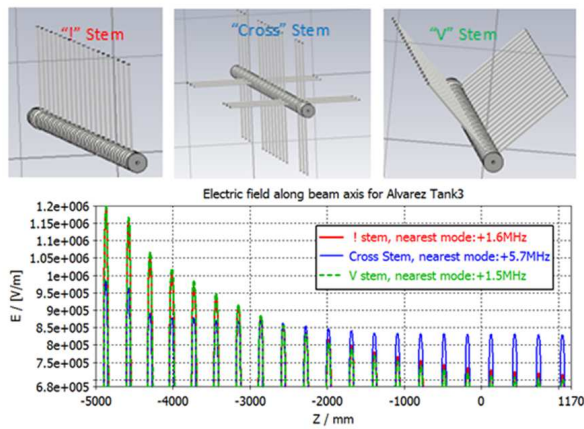 "!" Stem
"Cross" Stem
"V" Stem
Electric field along beam axis for Alvarez Tank3
1.2e+006
1.15e+006
1.1e+006
1.05e+006
1e+006
9.5e+005
9e+005
8.5e+005
8e+005
7.5e+005
6.8e+005
E / [V/m]
! stem, nearest mode:+1.6MHz
Cross Stem, nearest mode:+5.7MHz
V stem, nearest mode:+1.5MHz
-5000 -4000 -3000 -2000 -1000 0 1170
Z / mm